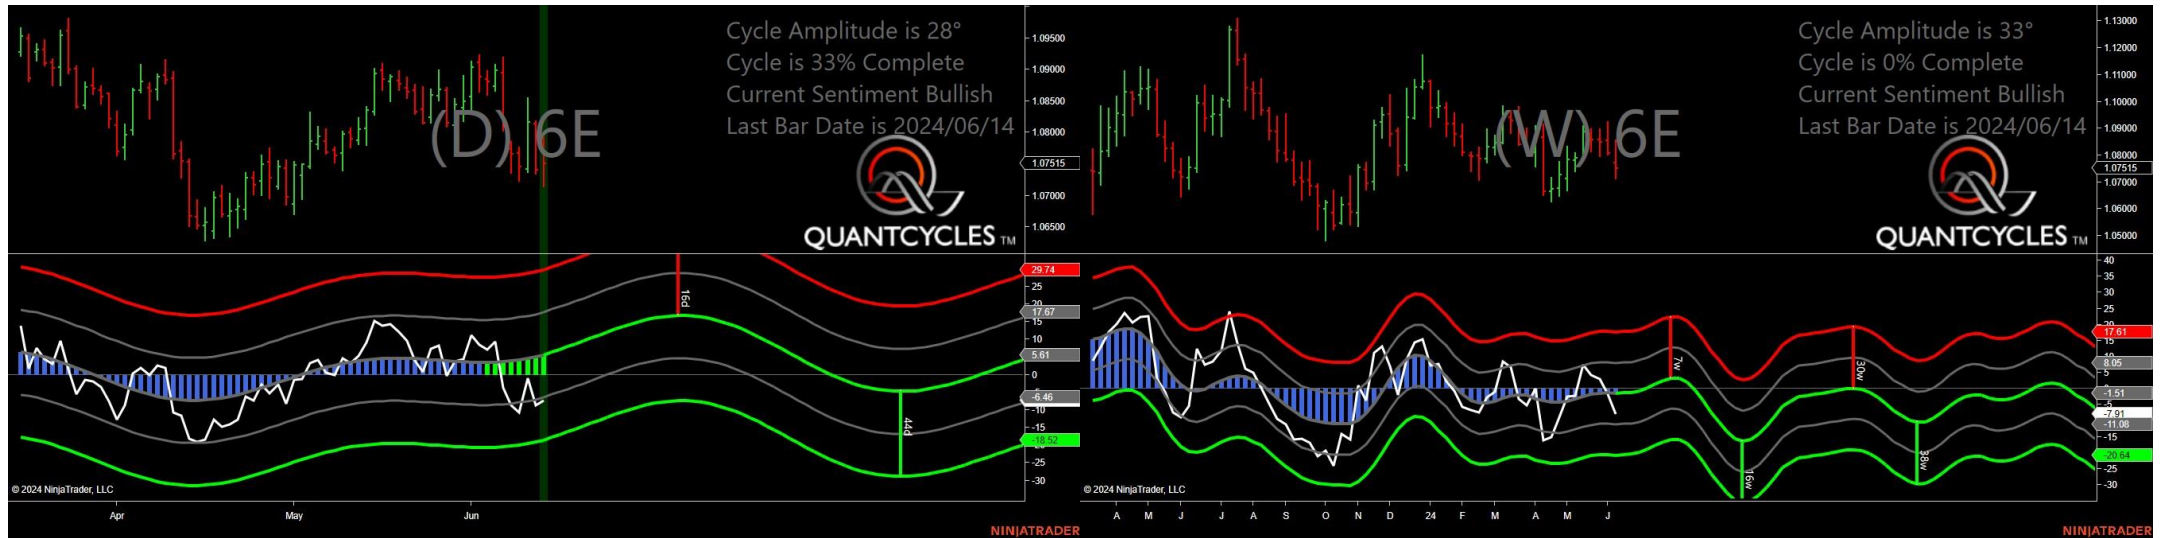 Cycle Amplitude is 28°
Cycle is 33% Complete
Current Sentiment Bullish
Last Bar Date is 2024/06/14
(D) 6E
QUANTCYCLES TM
1.09500
1.09000
1.08500
1.08000
1.07515
1.07000
1.06500
29.74
25
20
17.67
15
10
5.61
0
-6.46
-10
-15
-18.52
-25
-30
16d
44d
© 2024 NinjaTrader, LLC
Apr May Jun
NINJATRADER
Cycle Amplitude is 33°
Cycle is 0% Complete
Current Sentiment Bullish
Last Bar Date is 2024/06/14
(W) 6E
QUANTCYCLES TM
1.13000
1.12000
1.11000
1.10000
1.09000
1.08000
1.07515
1.07000
1.06000
1.05000
40
35
30
25
20
17.61
15
10
8.05
-1.51
-5
-7.91
-11.08
-15
-20.64
-25
-30
7w
16w
30w
38w
© 2024 NinjaTrader, LLC
A M J J A S O N D 24 F M A M J
NINJATRADER